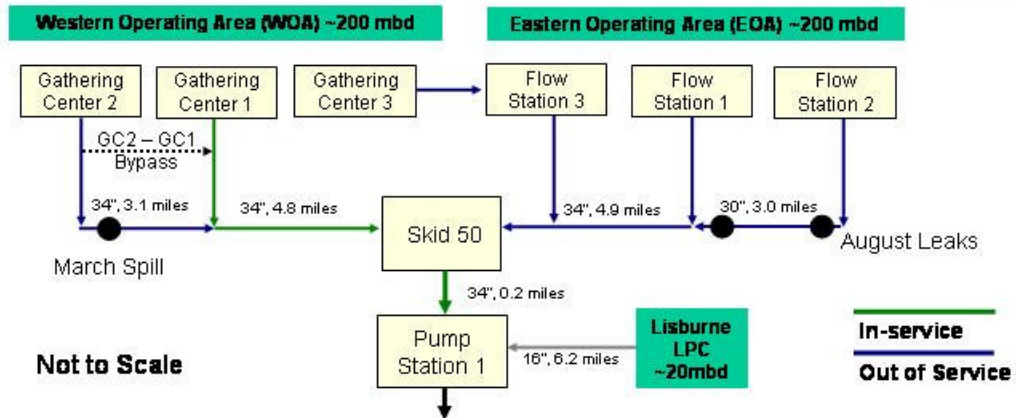 Western Operating Area (WOA) ~200 mbd
Eastern Operating Area (EOA) ~200 mbd
Gathering
Center 2
Gathering
Center 1
Gathering
Center 3
Flow
Station 3
Flow
Station 1
Flow
Station 2
GC2 – GC1
Bypass
34", 3.1 miles
34", 4.8 miles
34", 4.9 miles
30", 3.0 miles
Skid 50
March Spill
August Leaks
34", 0.2 miles
Pump
Station 1
16", 6.2 miles
Lisburne
LPC
~20mbd
In-service
Out of Service
Not to Scale